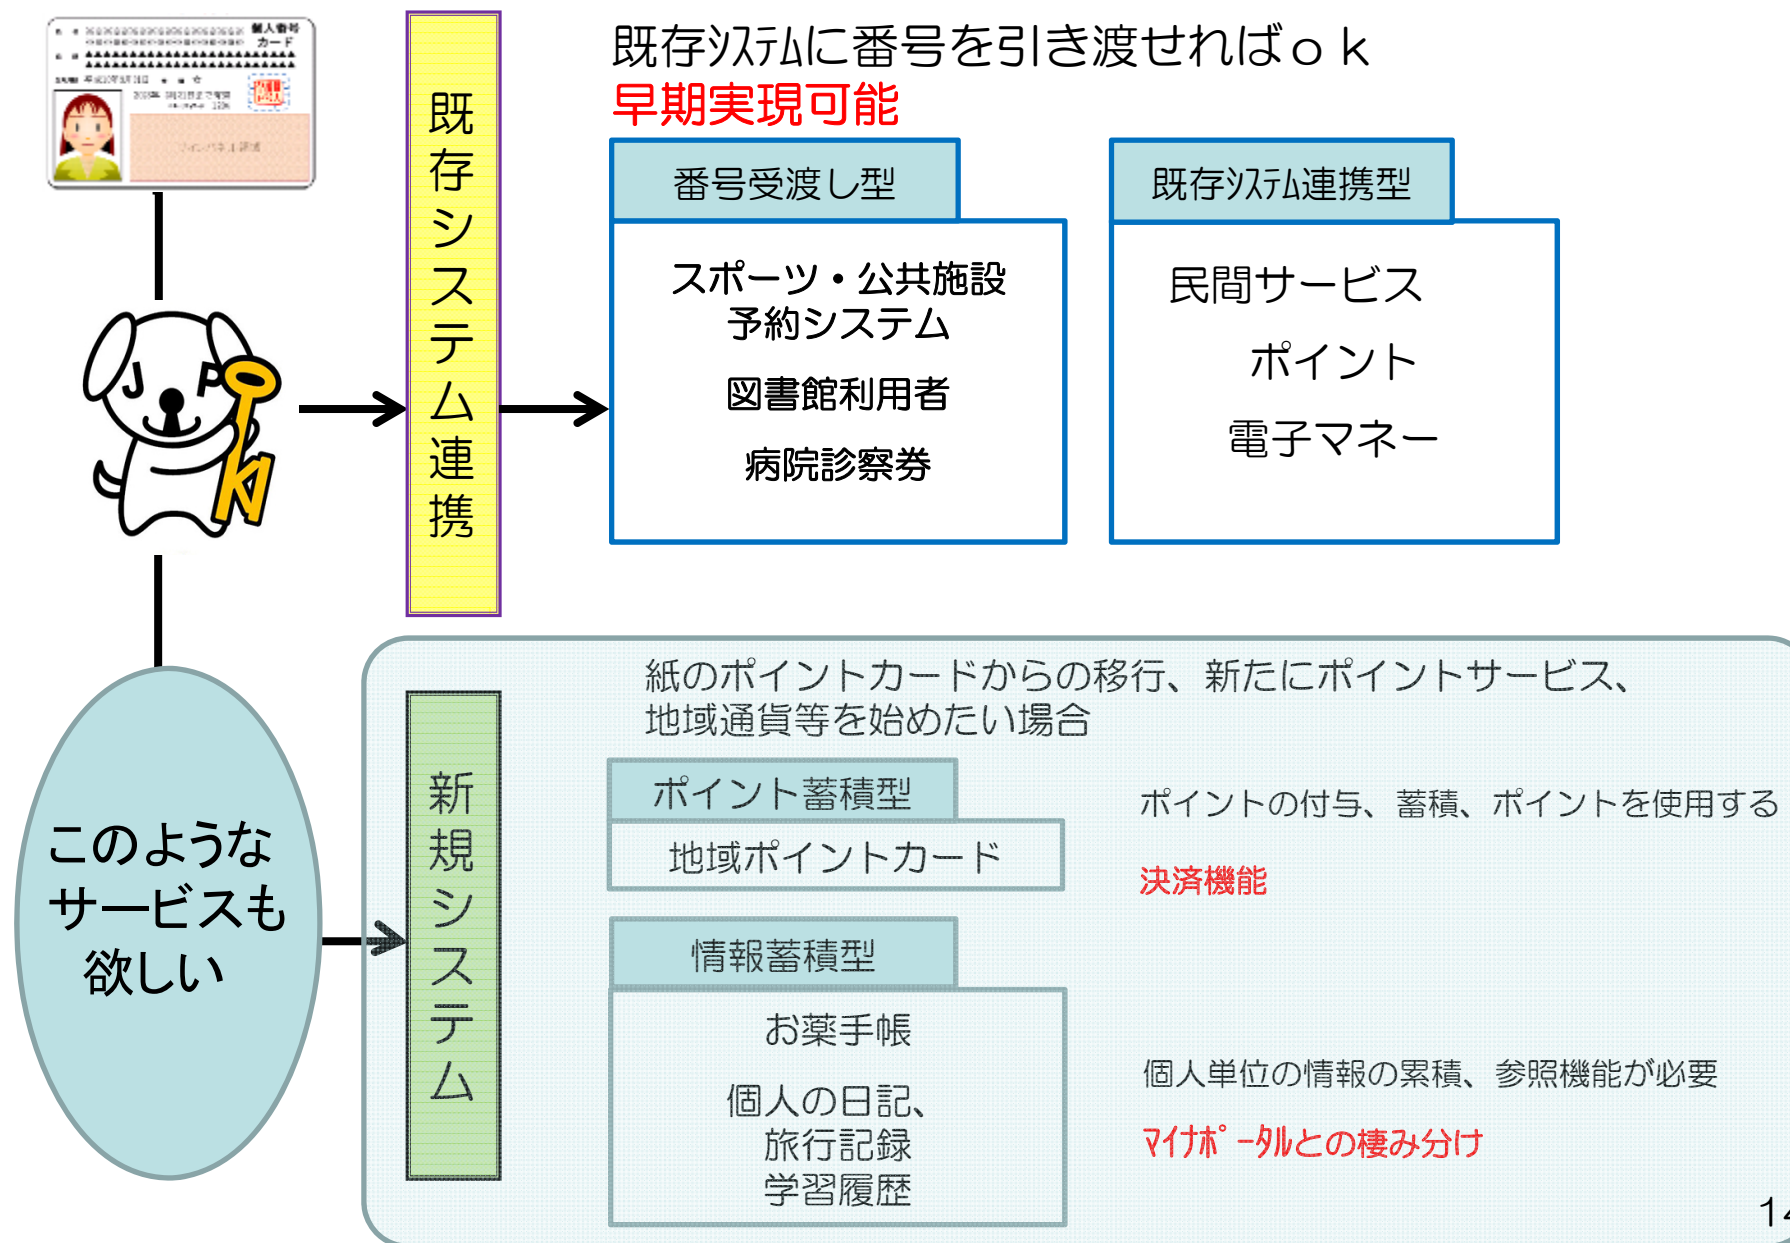 個人番号
カード
既存システム連携
既存ｼｽﾃﾑに番号を引き渡せればｏｋ
早期実現可能
番号受渡し型
スポーツ・公共施設
予約システム
図書館利用者
病院診察券
既存ｼｽﾃﾑ連携型
民間サービス
ポイント
電子マネー
J P
KI
このような
サービスも
欲しい
新規システム
紙のポイントカードからの移行、新たにポイントサービス、
地域通貨等を始めたい場合
ポイント蓄積型
地域ポイントカード
ポイントの付与、蓄積、ポイントを使用する
決済機能
情報蓄積型
お薬手帳
個人の日記、
旅行記録
学習履歴
個人単位の情報の累積、参照機能が必要
ﾏｲﾅﾎﾟｰﾀﾙとの棲み分け
14